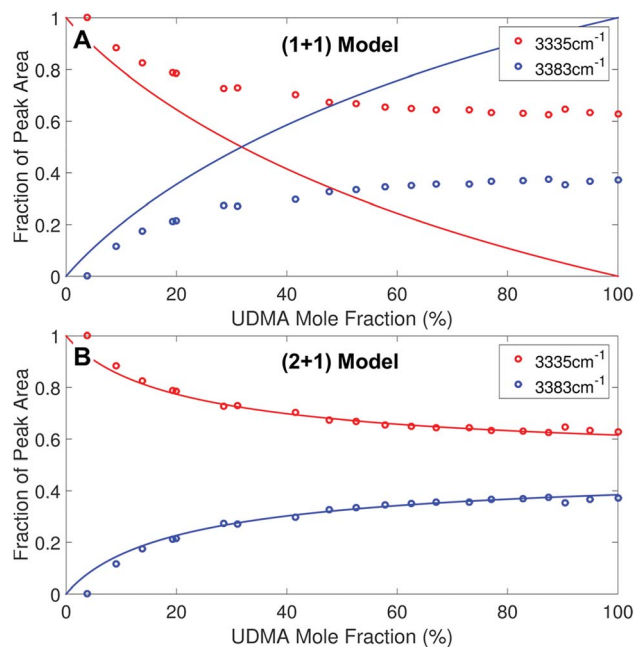 A
(1+1) Model
3335cm⁻¹
3383cm⁻¹
Fraction of Peak Area
1
0.8
0.6
0.4
0.2
0
0 20 40 60 80 100
UDMA Mole Fraction (%)
B
(2+1) Model
3335cm⁻¹
3383cm⁻¹
Fraction of Peak Area
1
0.8
0.6
0.4
0.2
0
0 20 40 60 80 100
UDMA Mole Fraction (%)